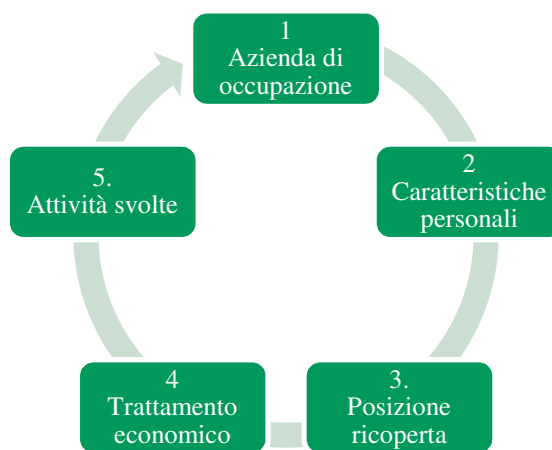 1
Azienda di
occupazione
2
Caratteristiche
personali
3.
Posizione
ricoperta
4
Trattamento
economico
5.
Attività svolte